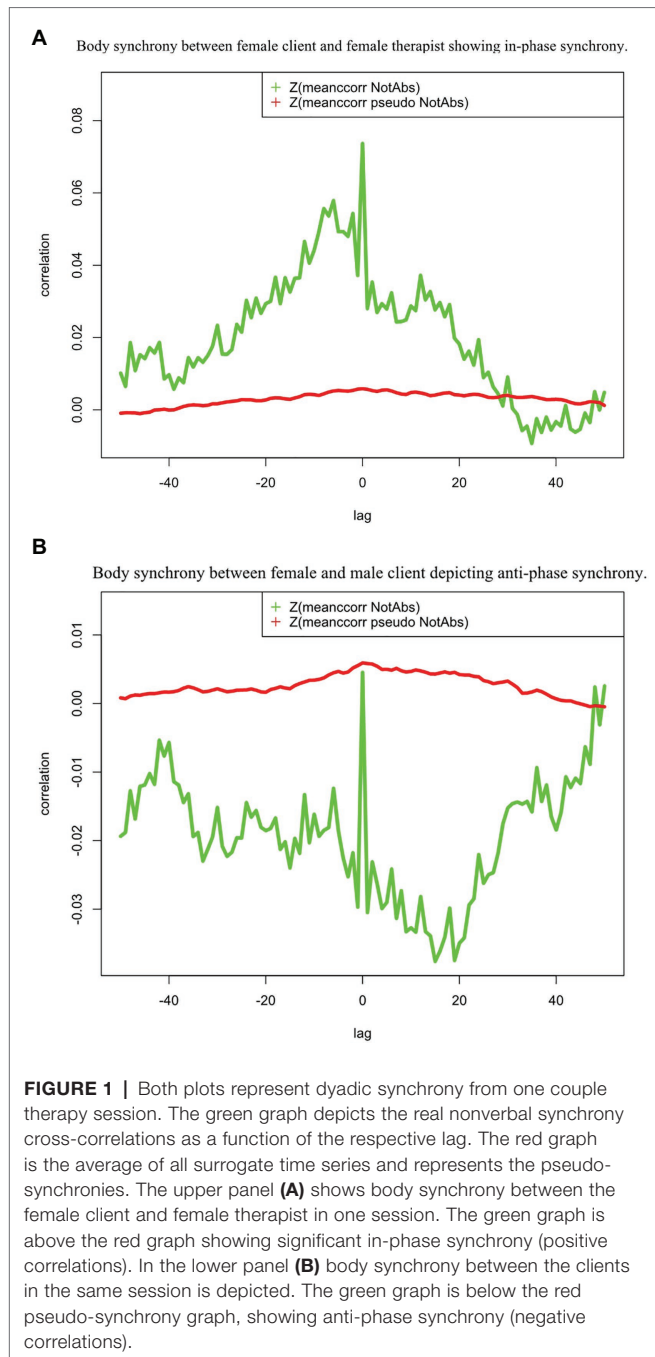 A
Body synchrony between female client and female therapist showing in-phase synchrony.
+ Z(meanccorr NotAbs)
+ Z(meanccorr pseudo NotAbs)
correlation
0.08
0.06
0.04
0.02
0.00
-40 -20 0 20 40
lag
B
Body synchrony between female and male client depicting anti-phase synchrony.
+ Z(meanccorr NotAbs)
+ Z(meanccorr pseudo NotAbs)
correlation
0.01
0.00
-0.01
-0.02
-0.03
-40 -20 0 20 40
lag
FIGURE 1 | Both plots represent dyadic synchrony from one couple
therapy session. The green graph depicts the real nonverbal synchrony
cross-correlations as a function of the respective lag. The red graph
is the average of all surrogate time series and represents the pseudo-
synchronies. The upper panel (A) shows body synchrony between the
female client and female therapist in one session. The green graph is
above the red graph showing significant in-phase synchrony (positive
correlations). In the lower panel (B) body synchrony between the clients
in the same session is depicted. The green graph is below the red
pseudo-synchrony graph, showing anti-phase synchrony (negative
correlations).